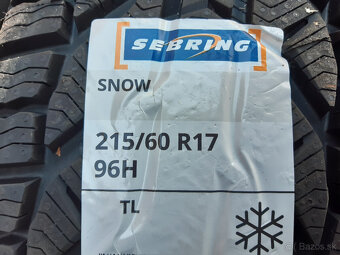 SEBRING
SNOW
215/60 R17
96H
TL
Bazos.sk